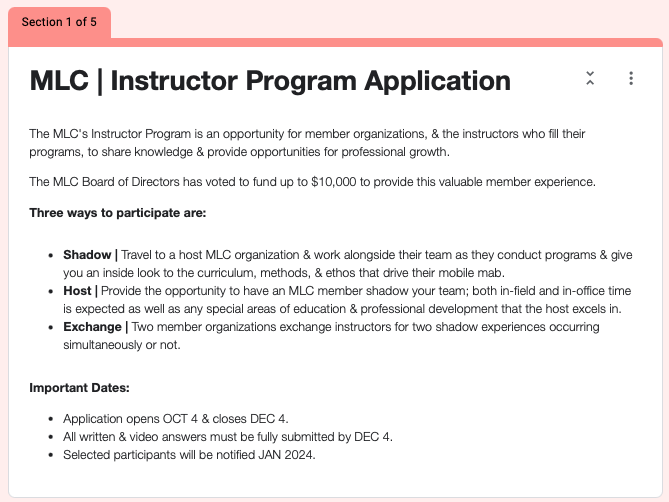 Section 1 of 5
MLC | Instructor Program Application
The MLC's Instructor Program is an opportunity for member organizations, & the instructors who fill their
programs, to share knowledge & provide opportunities for professional growth.
The MLC Board of Directors has voted to fund up to $10,000 to provide this valuable member experience.
Three ways to participate are:
• Shadow | Travel to a host MLC organization & work alongside their team as they conduct programs & give
you an inside look to the curriculum, methods, & ethos that drive their mobile mab.
• Host | Provide the opportunity to have an MLC member shadow your team; both in-field and in-office time
is expected as well as any special areas of education & professional development that the host excels in.
• Exchange | Two member organizations exchange instructors for two shadow experiences occurring
simultaneously or not.
Important Dates:
• Application opens OCT 4 & closes DEC 4.
• All written & video answers must be fully submitted by DEC 4.
• Selected participants will be notified JAN 2024.